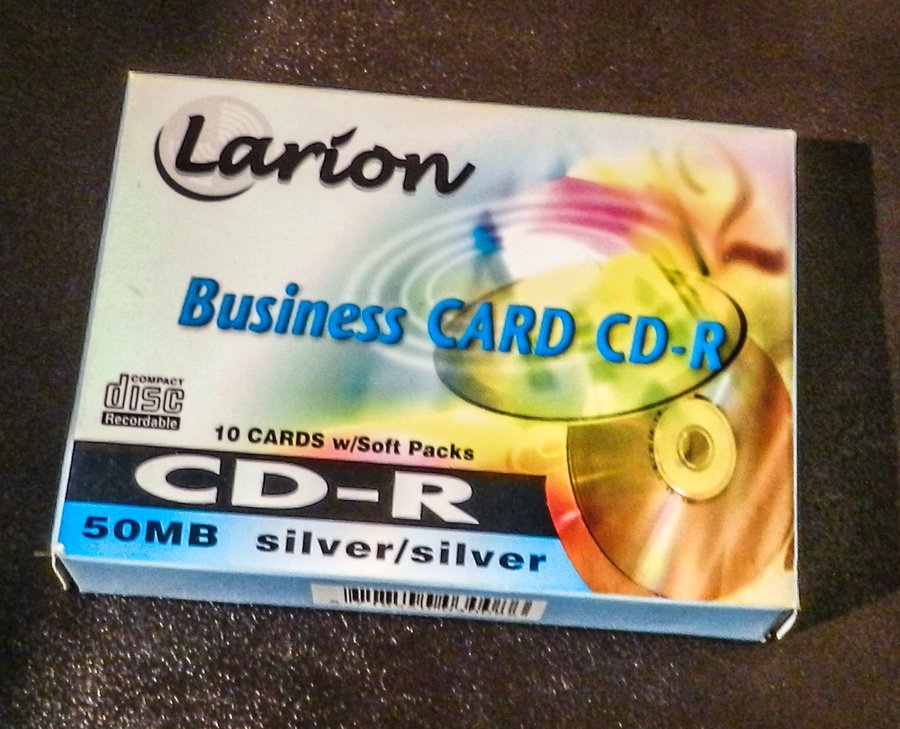 Larion
Business CARD CD-R
COMPACT
disc
Recordable
10 CARDS w/Soft Packs
CD-R
50MB silver/silver